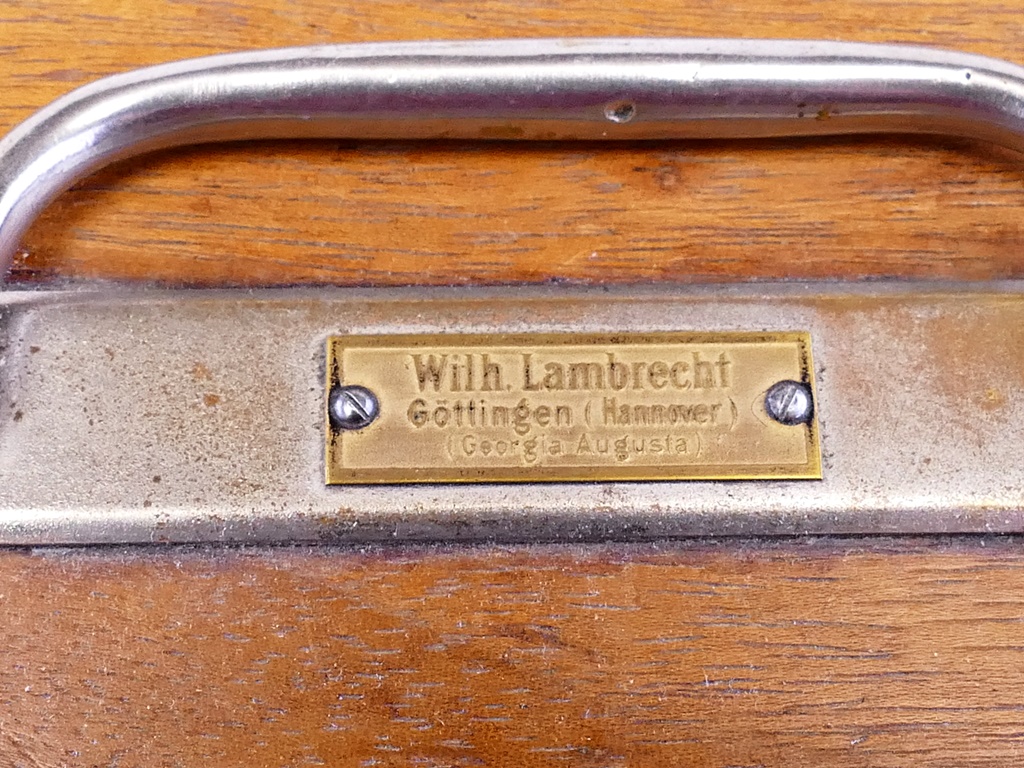 Wilh. Lambrecht
Göttingen (Hannover)
(Georgia Augusta)